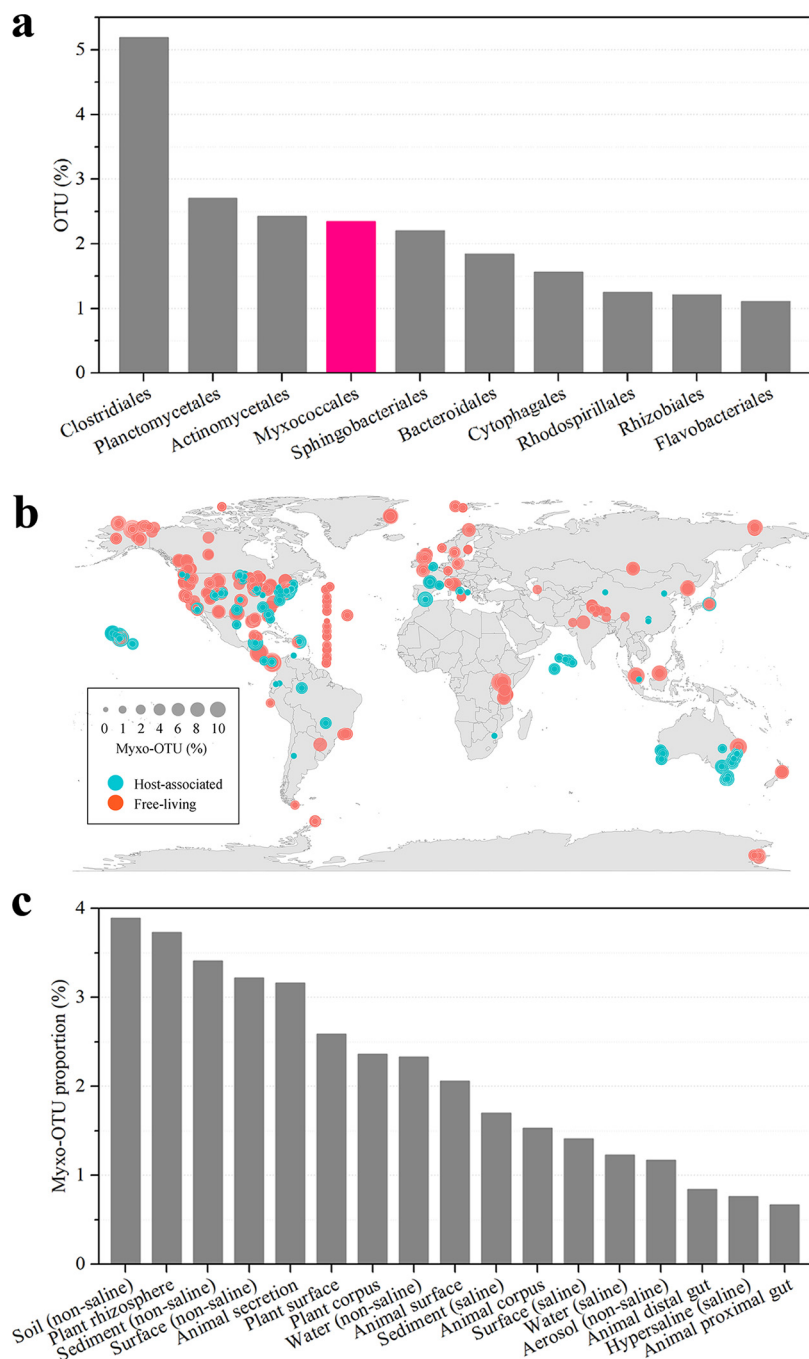 a
OTU (%)
5
4
3
2
1
0
Clostridiales
Planctomycetales
Actinomycetales
Myxococcales
Sphingobacteriales
Bacteroidales
Cytophagales
Rhodospirillales
Rhizobiales
Flavobacteriales
b
0 1 2 4 6 8 10
Myxo-OTU (%)
Host-associated
Free-living
c
Myxo-OTU proportion (%)
4
3
2
1
0
Soil (non-saline)
Plant rhizosphere
Sediment (non-saline)
Surface (non-saline)
Animal secretion
Plant surface
Plant corpus
Water (non-saline)
Animal surface
Sediment (saline)
Animal corpus
Surface (saline)
Water (saline)
Aerosol (non-saline)
Animal distal gut
Hypersaline (saline)
Animal proximal gut